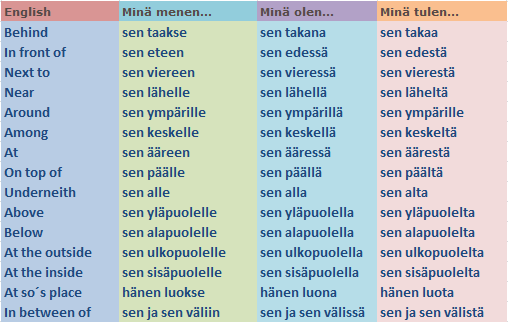 English Minä menen... Minä olen... Minä tulen...
Behind sen taakse sen takana sen takaa
In front of sen eteen sen edessä sen edestä
Next to sen viereen sen vieressä sen vierestä
Near sen lähelle sen lähellä sen läheltä
Around sen ympärille sen ympärillä sen ympärille
Among sen keskelle sen keskellä sen keskeltä
At sen ääreen sen ääressä sen äärestä
On top of sen päälle sen päällä sen päältä
Underneith sen alle sen alla sen alta
Above sen yläpuolelle sen yläpuolella sen yläpuolelta
Below sen alapuolelle sen alapuolella sen alapuolelta
At the outside sen ulkopuolelle sen ulkopuolella sen ulkopuolelta
At the inside sen sisäpuolelle sen sisäpuolella sen sisäpuolelta
At so´s place hänen luokse hänen luona hänen luota
In between of sen ja sen väliin sen ja sen välissä sen ja sen välistä